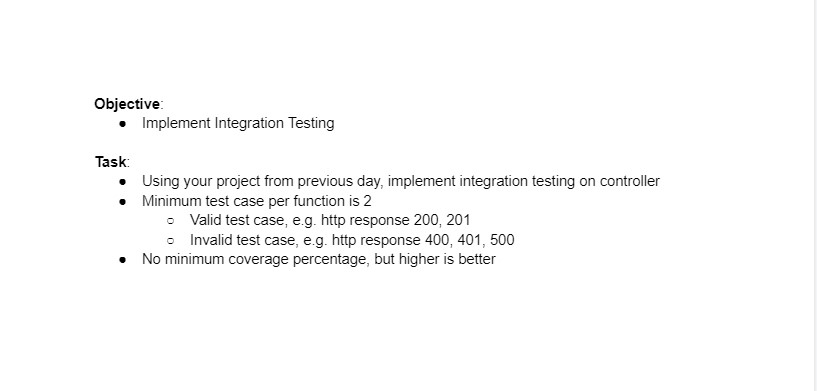 Objective:
● Implement Integration Testing
Task:
● Using your project from previous day, implement integration testing on controller
● Minimum test case per function is 2
○ Valid test case, e.g. http response 200, 201
○ Invalid test case, e.g. http response 400, 401, 500
● No minimum coverage percentage, but higher is better